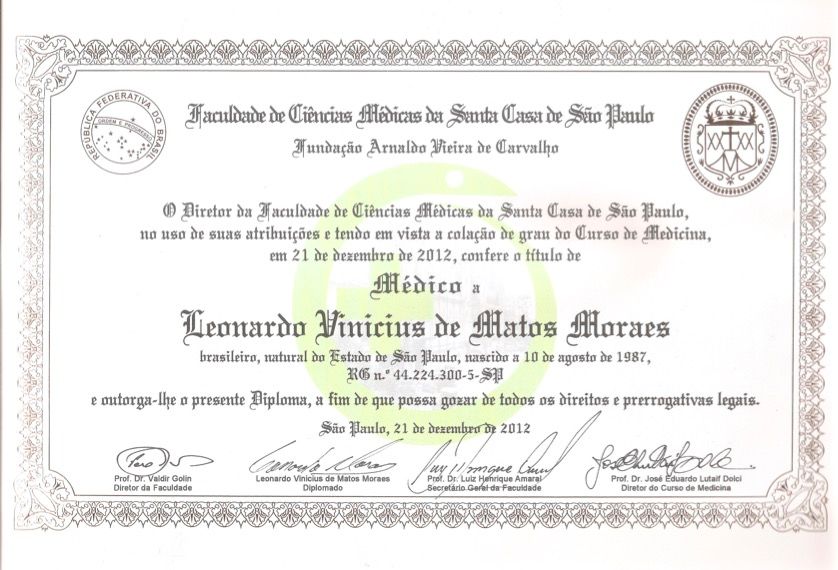 REPÚBLICA FEDERATIVA DO BRASIL
ORDEM E PROGRESSO
Faculdade de Ciências Médicas da Santa Casa de São Paulo
Fundação Arnaldo Vieira de Carvalho
O Diretor da Faculdade de Ciências Médicas da Santa Casa de São Paulo,
no uso de suas atribuições e tendo em vista a colação de grau do Curso de Medicina,
em 21 de dezembro de 2012, confere o título de
Médico a
Leonardo Vinicius de Matos Moraes
brasileiro, natural do Estado de São Paulo, nascido a 10 de agosto de 1987,
RG n.º 44.224.300-5-SP
e outorga-lhe o presente Diploma, a fim de que possa gozar de todos os direitos e prerrogativas legais.
São Paulo, 21 de dezembro de 2012
Prof. Dr. Valdir Golin
Diretor da Faculdade
Leonardo Vinicius de Matos Moraes
Diplomado
Prof. Dr. Luiz Henrique Amaral
Secretário Geral da Faculdade
Prof. Dr. José Eduardo Lutaif Dolci
Diretor do Curso de Medicina